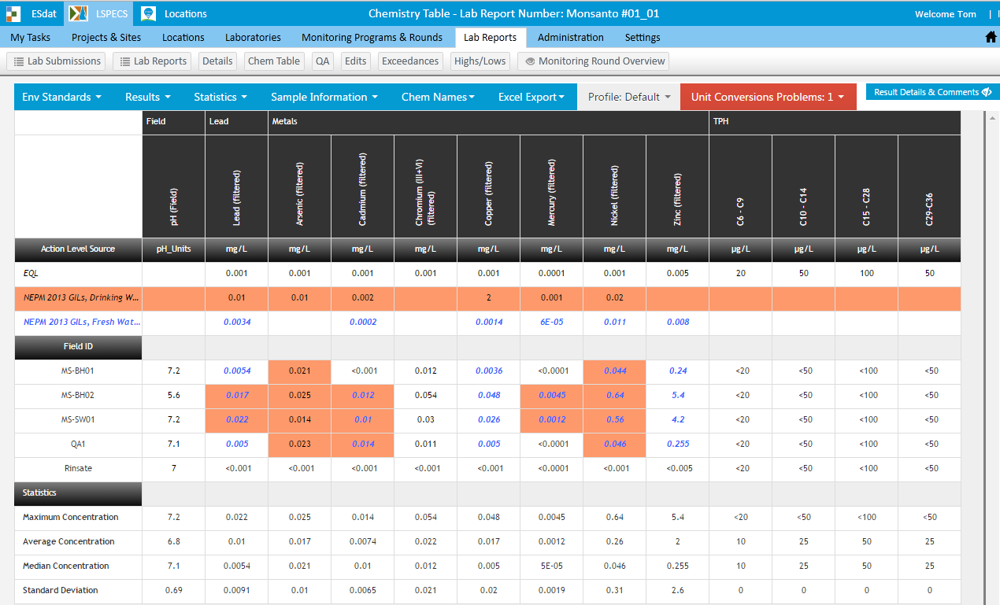 ESdat LSPECS Locations Chemistry Table - Lab Report Number: Monsanto #01_01 Welcome Tom |
My Tasks Projects & Sites Locations Laboratories Monitoring Programs & Rounds Lab Reports Administration Settings
Lab Submissions Lab Reports Details Chem Table QA Edits Exceedances Highs/Lows Monitoring Round Overview
Env Standards Results Statistics Sample Information Chem Names Excel Export Profile: Default Unit Conversions Problems: 1 Result Details & Comments
Field Lead Metals TPH
pH (Field) Lead (filtered) Arsenic (filtered) Cadmium (filtered) Chromium (III+VI) (filtered) Copper (filtered) Mercury (filtered) Nickel (filtered) Zinc (filtered) C6 - C9 C10 - C14 C15 - C28 C29-C36
Action Level Source pH_Units mg/L mg/L mg/L mg/L mg/L mg/L mg/L mg/L µg/L µg/L µg/L µg/L
EQL 0.001 0.001 0.001 0.001 0.001 0.0001 0.001 0.005 20 50 100 50
NEPM 2013 GILs, Drinking W... 0.01 0.01 0.002 2 0.001 0.02
NEPM 2013 GILs, Fresh Wat... 0.0034 0.0002 0.0014 6E-05 0.011 0.008
Field ID
MS-BH01 7.2 0.0054 0.021 <0.001 0.012 0.0036 <0.0001 0.044 0.24 <20 <50 <100 <50
MS-BH02 5.6 0.017 0.025 0.012 0.054 0.048 0.0045 0.64 5.4 <20 <50 <100 <50
MS-SW01 7.2 0.022 0.014 0.01 0.03 0.026 0.0012 0.56 4.2 <20 <50 <100 <50
QA1 7.1 0.005 0.023 0.014 0.011 0.005 <0.0001 0.046 0.255 <20 <50 <100 <50
Rinsate 7 <0.001 <0.001 <0.001 <0.001 <0.001 <0.0001 <0.001 <0.005 <20 <50 <100 <50
Statistics
Maximum Concentration 7.2 0.022 0.025 0.014 0.054 0.048 0.0045 0.64 5.4 <20 <50 <100 <50
Average Concentration 6.8 0.01 0.017 0.0074 0.022 0.017 0.0012 0.26 2 10 25 50 25
Median Concentration 7.1 0.0054 0.021 0.01 0.012 0.005 5E-05 0.046 0.255 10 25 50 25
Standard Deviation 0.69 0.0091 0.01 0.0065 0.021 0.02 0.0019 0.31 2.6 0 0 0 0